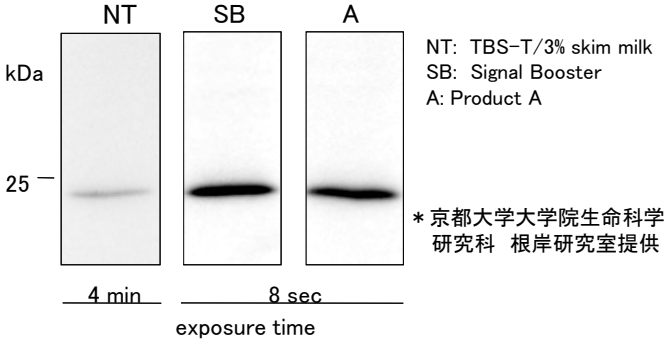 NT SB A
kDa
25
NT: TBS-T/3% skim milk
SB: Signal Booster
A: Product A
*京都大学大学院生命科学
研究科 根岸研究室提供
4 min 8 sec
exposure time